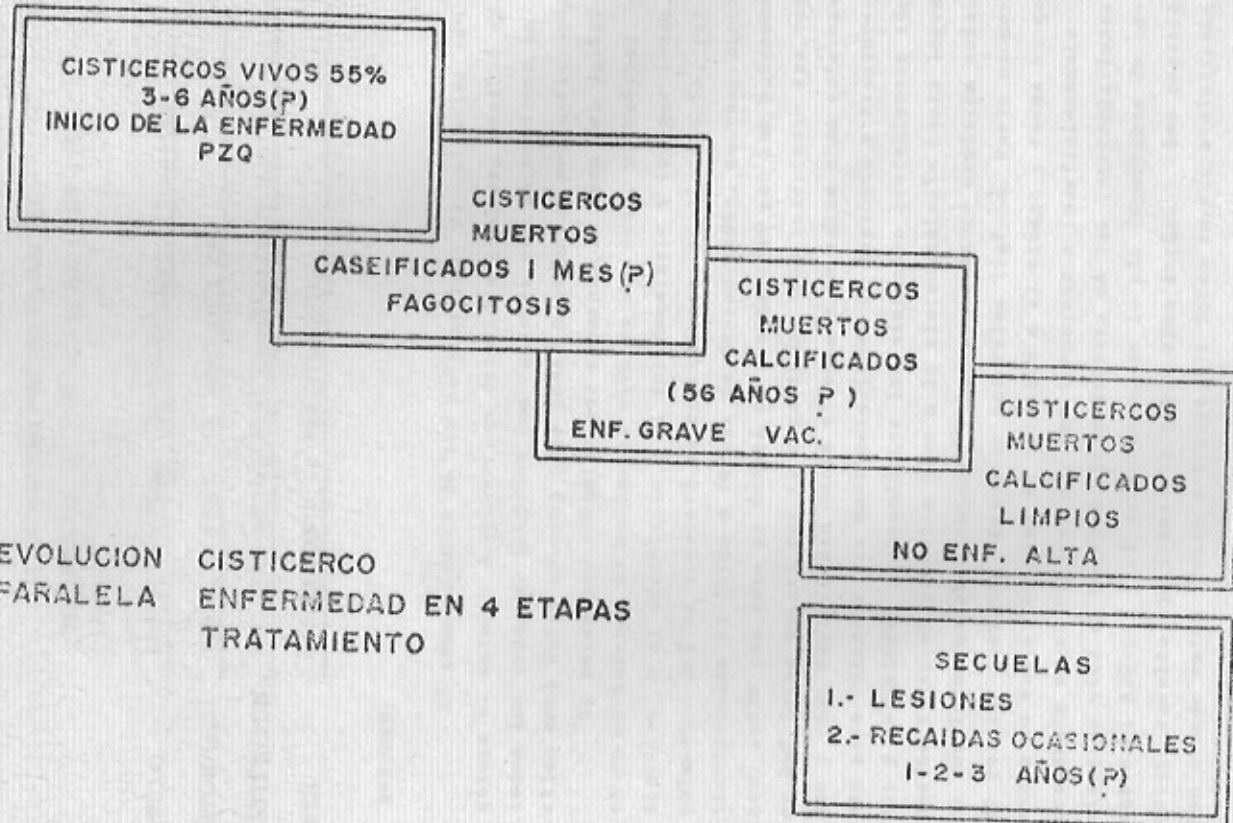 CISTICERCOS VIVOS 55%
3-6 AÑOS(?)
INICIO DE LA ENFERMEDAD
PZQ
CISTICERCOS
MUERTOS
CASEIFICADOS 1 MES(?)
FAGOCITOSIS
CISTICERCOS
MUERTOS
CALCIFICADOS
(56 AÑOS ?)
ENF. GRAVE VAC.
CISTICERCOS
MUERTOS
CALCIFICADOS
LIMPIOS
NO ENF. ALTA
EVOLUCION CISTICERCO
PARALELA ENFERMEDAD EN 4 ETAPAS
TRATAMIENTO
SECUELAS
1.- LESIONES
2.- RECAIDAS OCASIONALES
1-2-3 AÑOS(?)